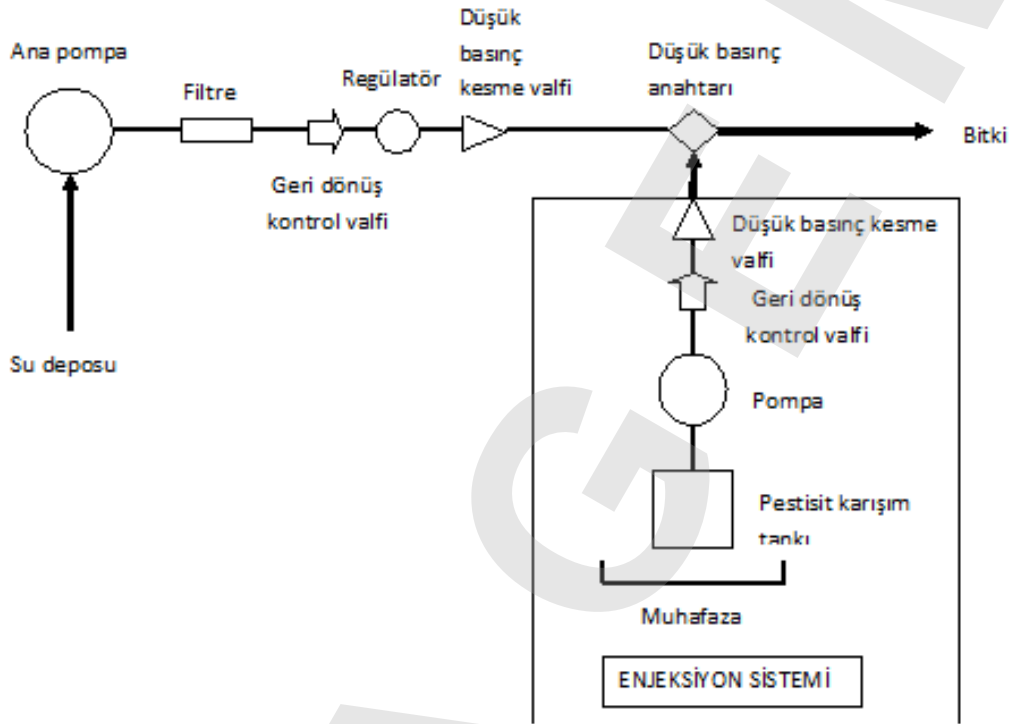 Ana pompa
Filtre
Regülatör
Düşük
basınç
kesme valfi
Düşük basınç
anahtarı
Bitki
Geri dönüş
kontrol valfi
Su deposu
Düşük basınç kesme
valfi
Geri dönüş
kontrol valfi
Pompa
Pestisit karışım
tankı
Muhafaza
ENJEKSİYON SİSTEMİ